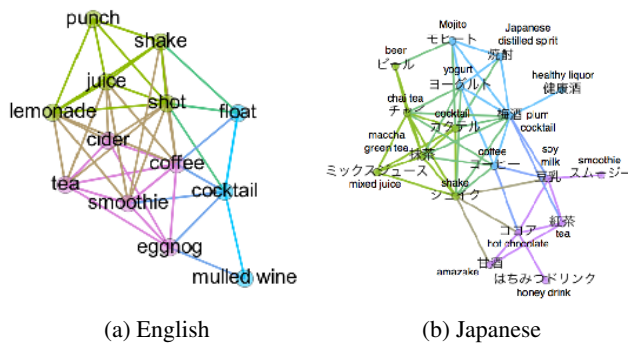 punch
shake
juice
lemonade
shot
float
cider
coffee
tea
smoothie
cocktail
eggnog
mulled wine
(a) English
Mojito
モヒート
Japanese
distilled spirit
焼酎
beer
ビール
yogurt
ヨーグルト
healthy liquor
健康酒
chai tea
チャイ
cocktail
カクテル
梅酒
plum
cocktail
maccha
green tea
抹茶
coffee
コーヒー
soy
milk
豆乳
smoothie
スムージー
ミックスジュース
mixed juice
shake
シェイク
ココア
hot chocolate
紅茶
tea
amazake
甘酒
はちみつドリンク
honey drink
(b) Japanese